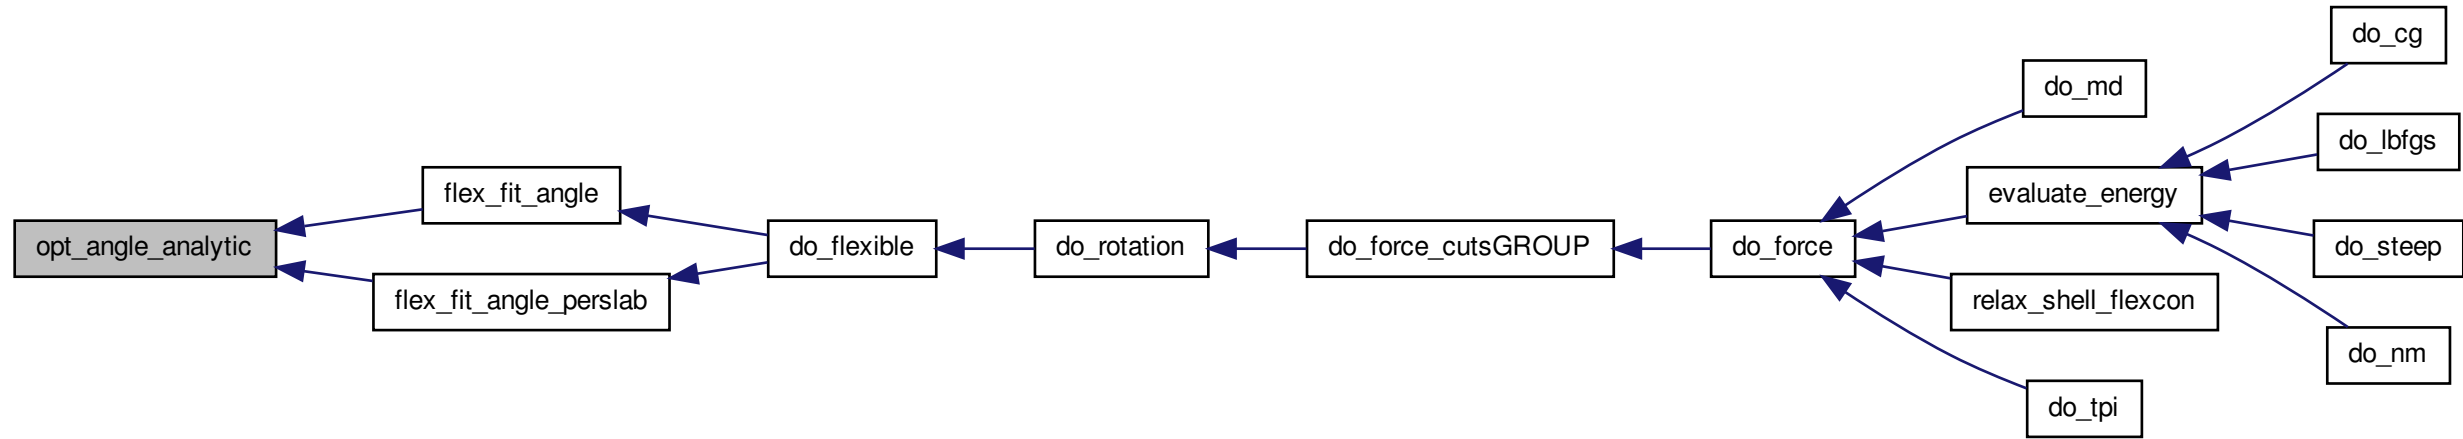 opt_angle_analytic
flex_fit_angle
flex_fit_angle_perslab
do_flexible
do_rotation
do_force_cutsGROUP
do_force
do_md
evaluate_energy
relax_shell_flexcon
do_tpi
do_cg
do_lbfgs
do_steep
do_nm